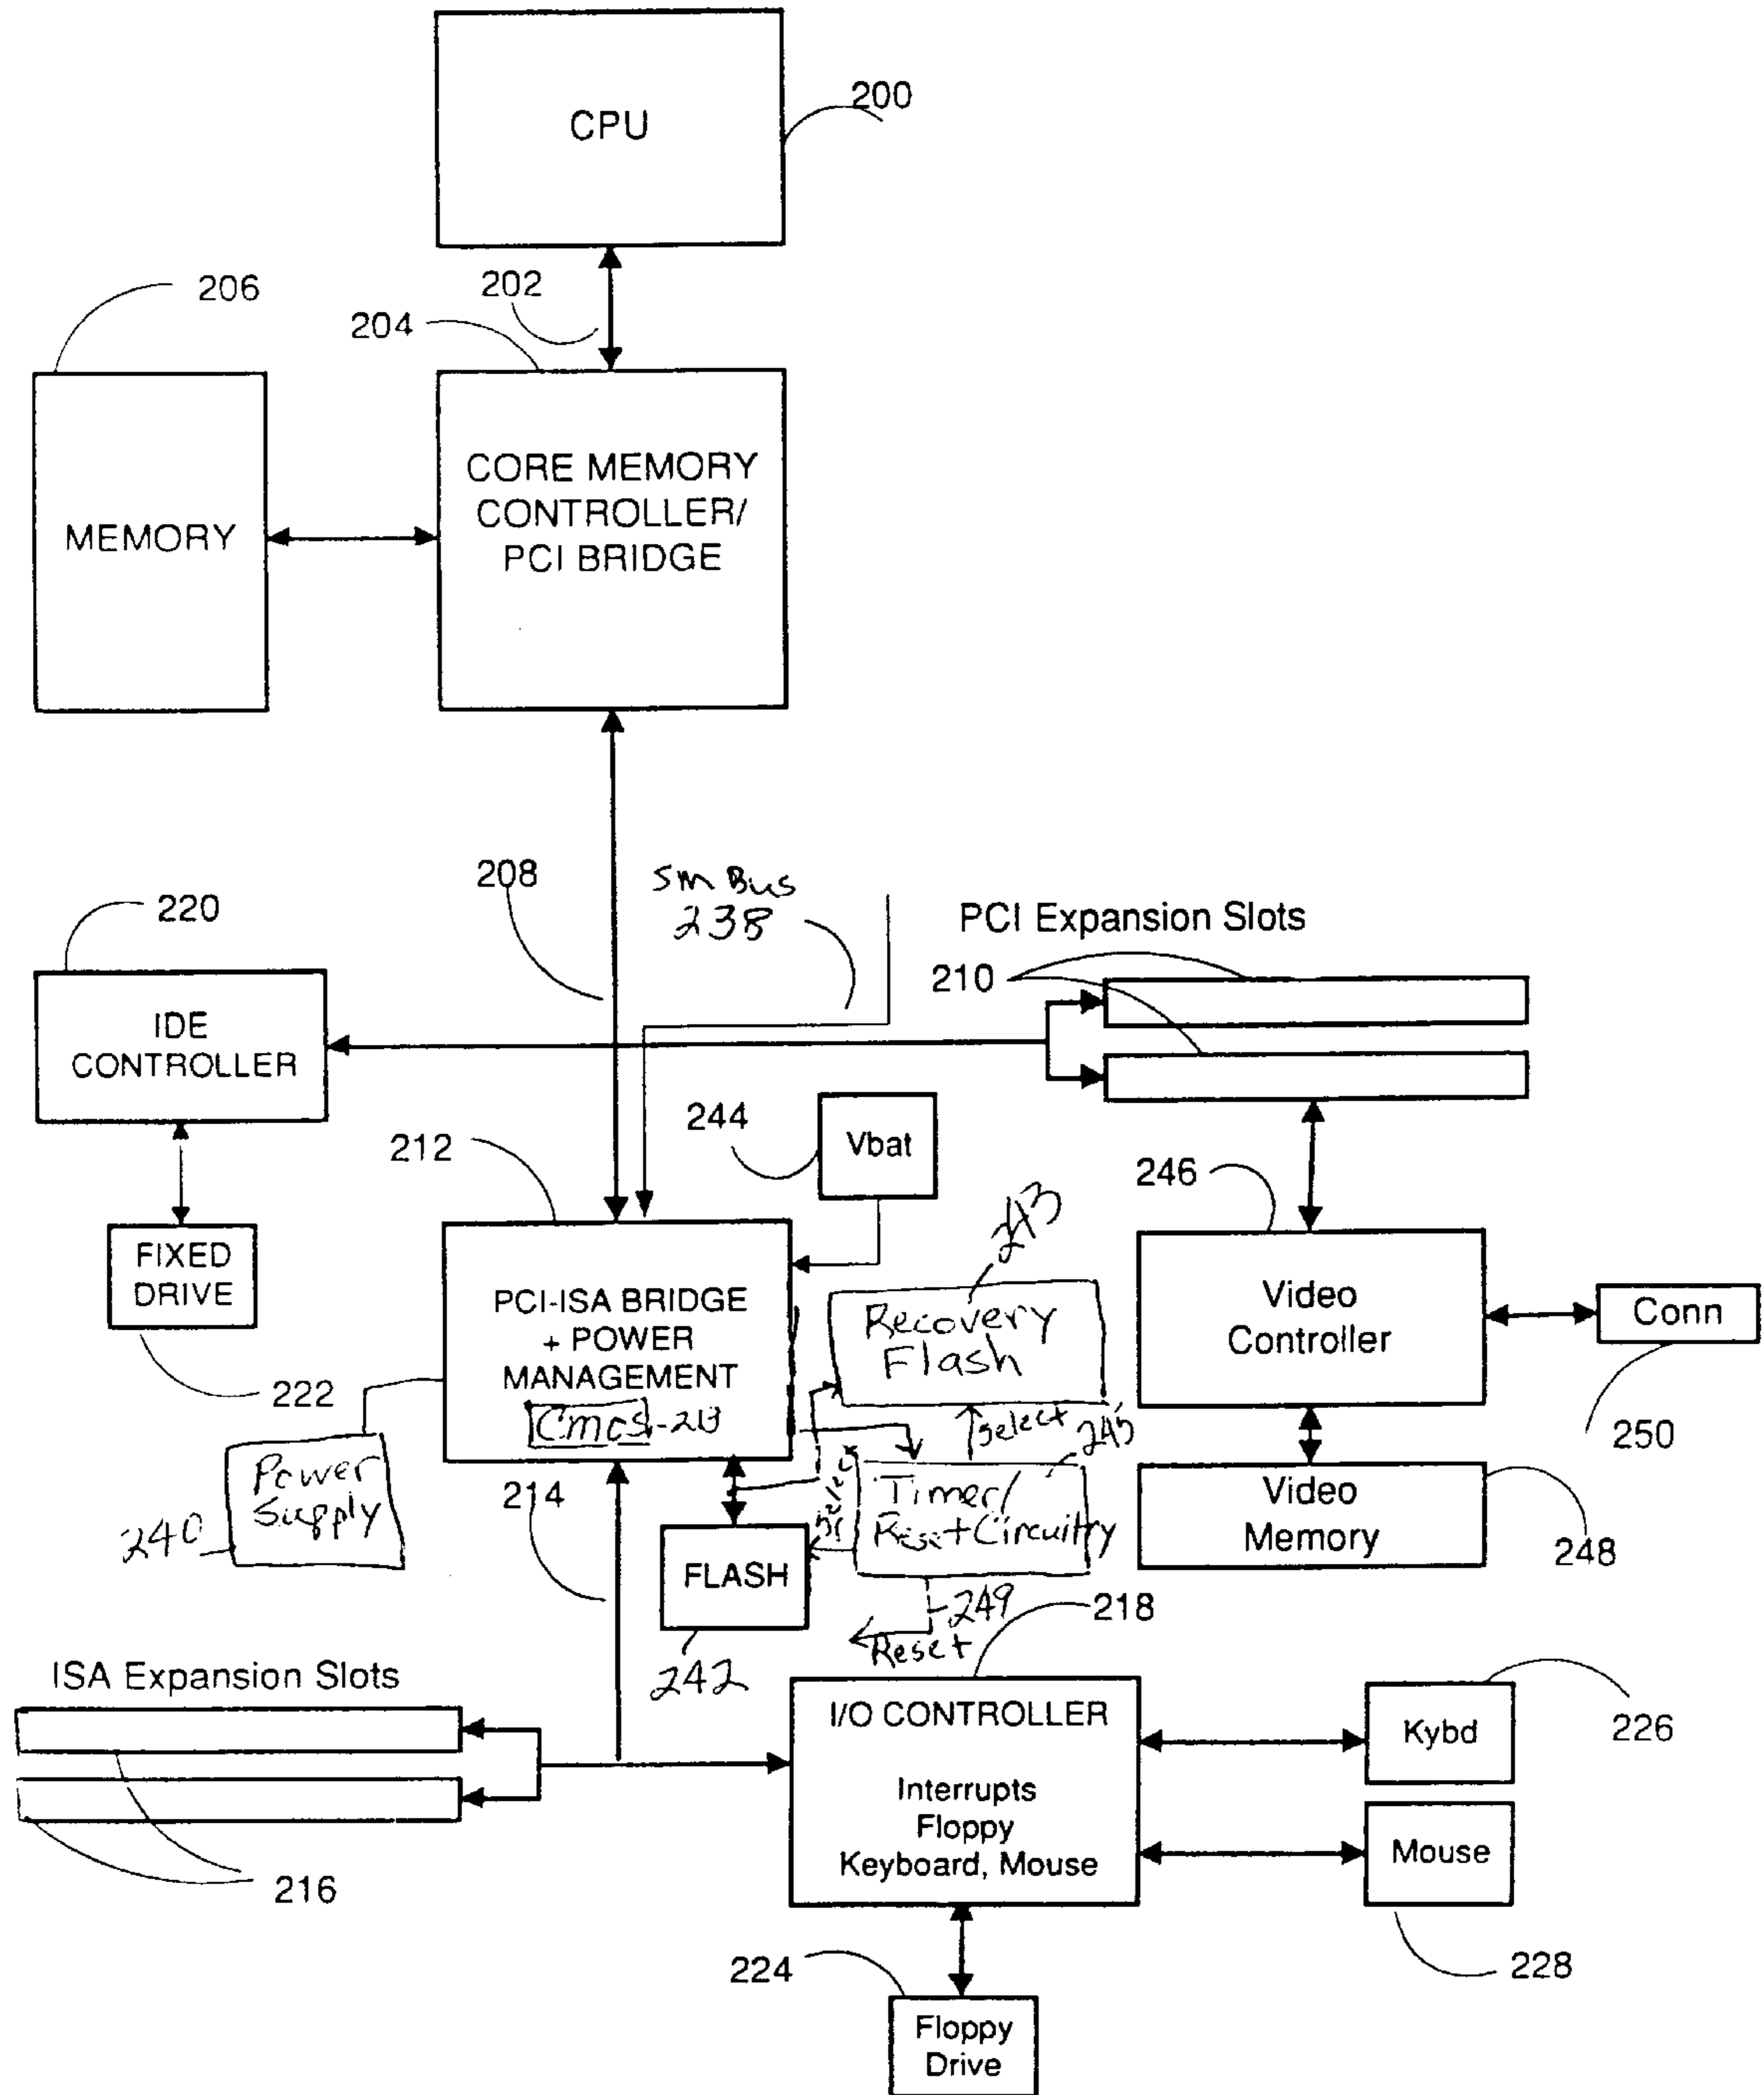 CPU
200
202
206
204
MEMORY
CORE MEMORY
CONTROLLER/
PCI BRIDGE
208
Sm Bus
238
220
PCI Expansion Slots
210
IDE
CONTROLLER
244
Vbat
212
246
243
FIXED
DRIVE
222
PCI-ISA BRIDGE
+ POWER
MANAGEMENT
Recovery
Flash
Video
Controller
Conn
250
select
245
Power
Supply
240
214
select
Timer/
Reset Circuitry
FLASH
242
249
Reset
Video
Memory
248
218
ISA Expansion Slots
216
I/O CONTROLLER
Interrupts
Floppy
Keyboard, Mouse
Kybd
226
Mouse
228
224
Floppy
Drive